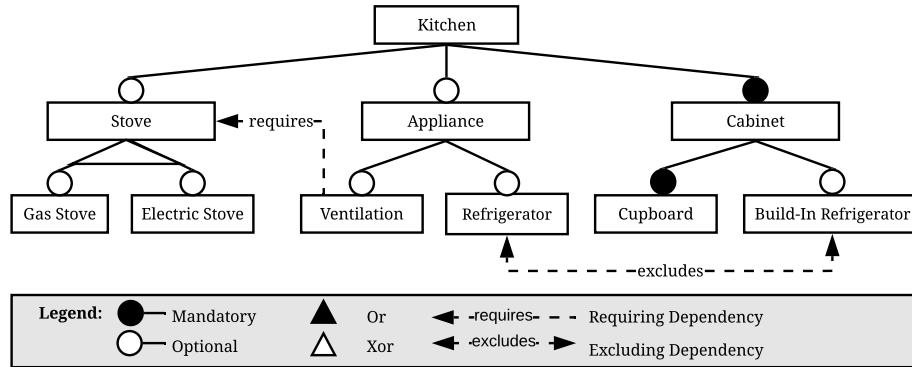 Kitchen
Stove
requires
Appliance
Cabinet
Gas Stove
Electric Stove
Ventilation
Refrigerator
Cupboard
Build-In Refrigerator
excludes
Legend:
Mandatory
Or
requires
Requiring Dependency
Optional
Xor
excludes
Excluding Dependency